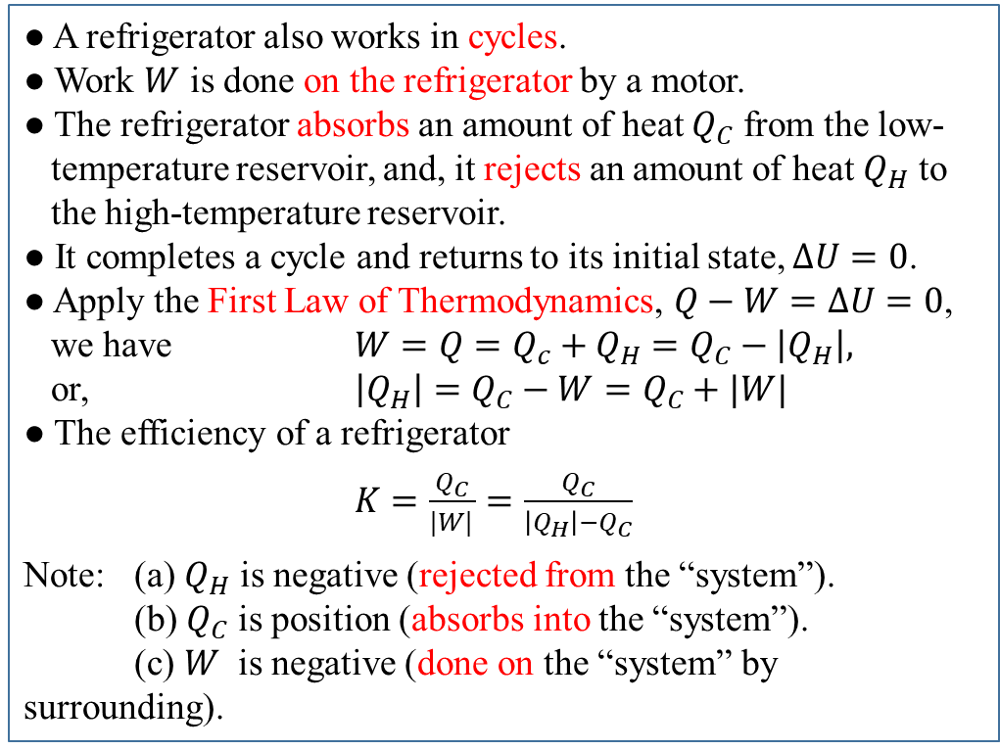 ● A refrigerator also works in cycles.
● Work 𝑊 is done on the refrigerator by a motor.
● The refrigerator absorbs an amount of heat 𝑄_𝐶 from the low-
temperature reservoir, and, it rejects an amount of heat 𝑄_𝐻 to
the high-temperature reservoir.
● It completes a cycle and returns to its initial state, ∆𝑈 = 0.
● Apply the First Law of Thermodynamics, 𝑄 − 𝑊 = ∆𝑈 = 0,
we have 𝑊 = 𝑄 = 𝑄_𝑐 + 𝑄_𝐻 = 𝑄_𝐶 − |𝑄_𝐻|,
or, |𝑄_𝐻| = 𝑄_𝐶 − 𝑊 = 𝑄_𝐶 + |𝑊|
● The efficiency of a refrigerator
𝐾 = 𝑄_𝐶/|𝑊| = 𝑄_𝐶/(|𝑄_𝐻|−𝑄_𝐶)
Note: (a) 𝑄_𝐻 is negative (rejected from the “system”).
(b) 𝑄_𝐶 is position (absorbs into the “system”).
(c) 𝑊 is negative (done on the “system” by
surrounding).